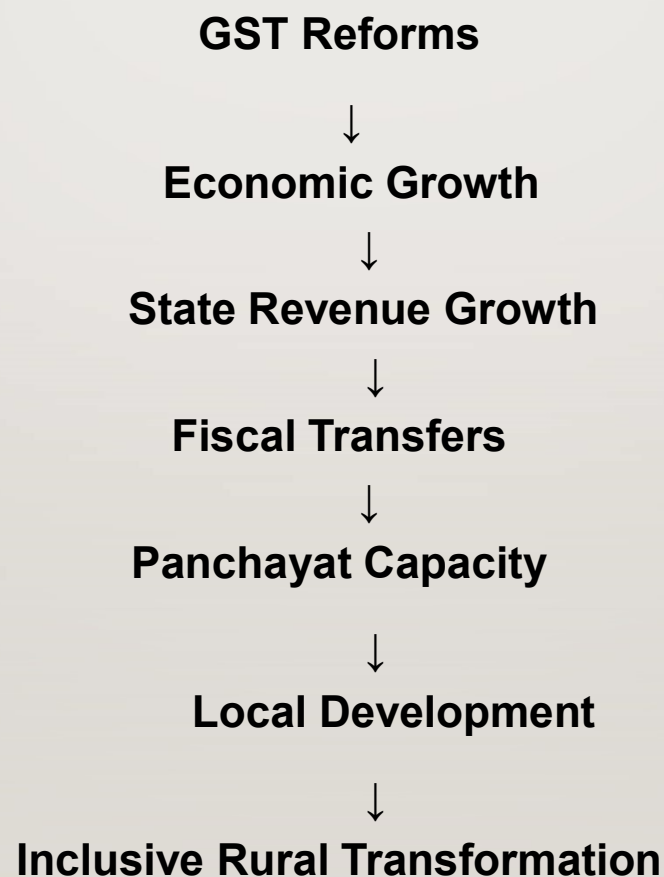 GST Reforms
↓
Economic Growth
↓
State Revenue Growth
↓
Fiscal Transfers
↓
Panchayat Capacity
↓
Local Development
↓
Inclusive Rural Transformation